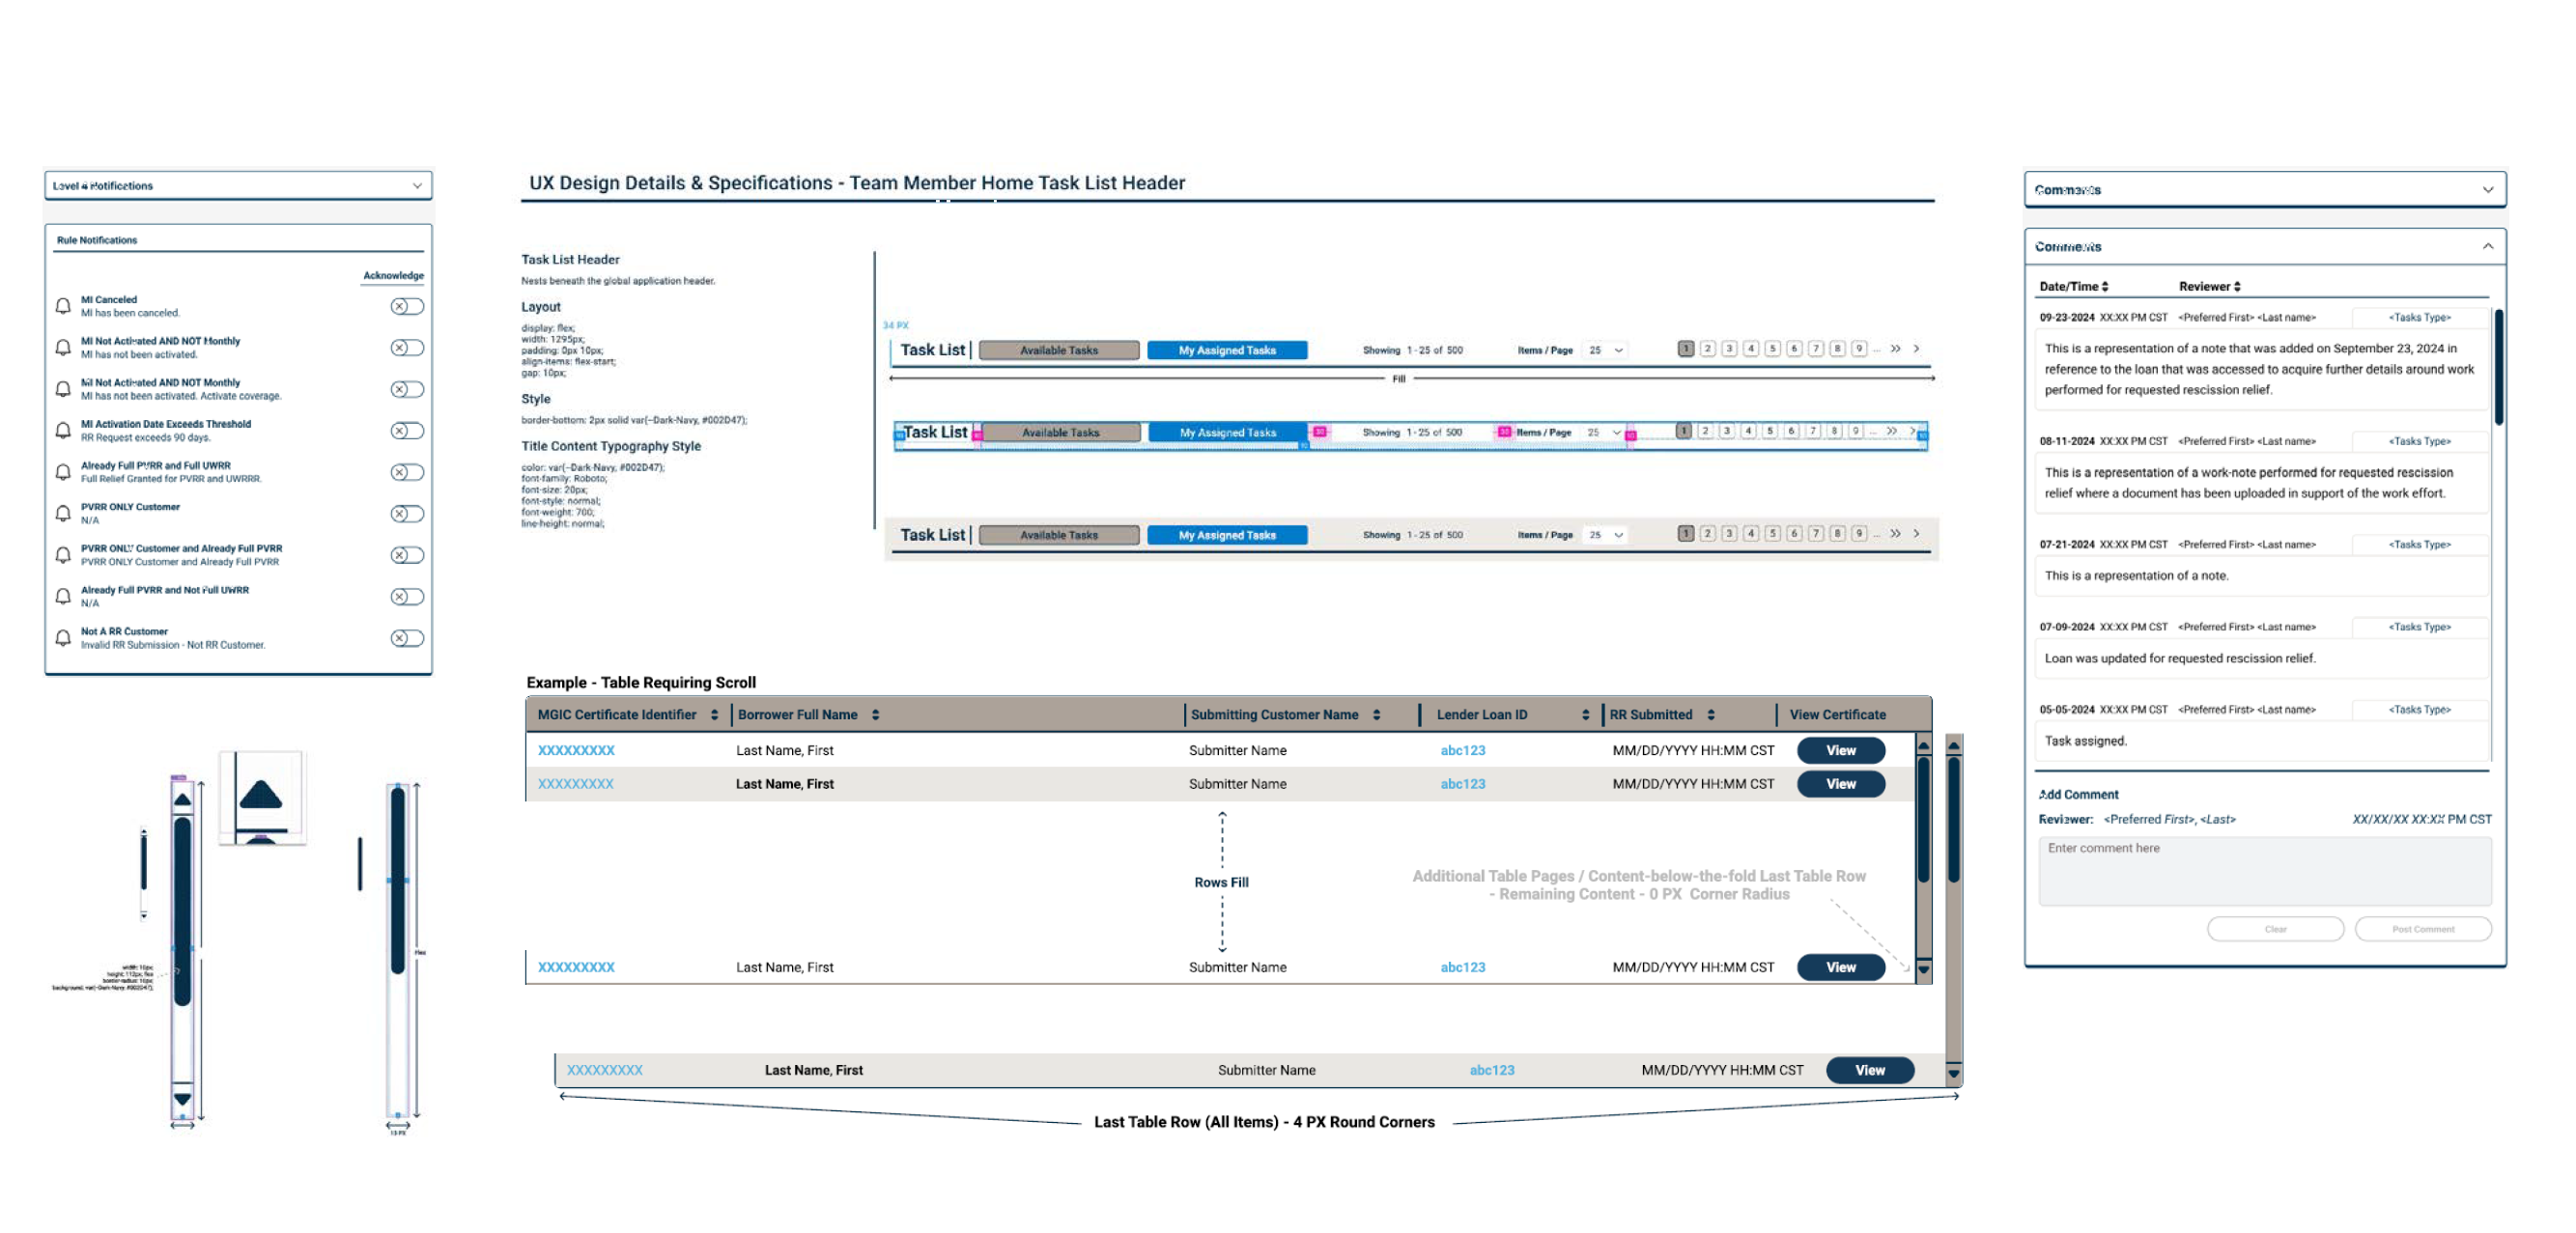 Level 4 Notifications
Rule Notifications
Acknowledge
MI Canceled
MI has been canceled.
MI Not Activated AND NOT Monthly
MI has not been activated.
MI Not Activated AND NOT Monthly
MI has not been activated. Activate coverage.
MI Activation Date Exceeds Threshold
RR Request exceeds 90 days.
Already Full PVRR and Full UWRR
Full Relief Granted for PVRR and UWRRR.
PVRR ONLY Customer
N/A
PVRR ONLY Customer and Already Full PVRR
PVRR ONLY Customer and Already Full PVRR
Already Full PVRR and Not Full UWRR
N/A
Not A RR Customer
Invalid RR Submission - Not RR Customer.
width: 10px;
height: 112px; flex
border-radius: 10px;
background: var(--Dark-Navy, #002D47);
Flex
13 PX
UX Design Details & Specifications - Team Member Home Task List Header
Task List Header
Nests beneath the global application header.
Layout
display: flex;
width: 1295px;
padding: 0px 10px;
align-items: flex-start;
gap: 10px;
Style
border-bottom: 2px solid var(--Dark-Navy, #002D47);
Title Content Typography Style
color: var(--Dark-Navy, #002D47);
font-family: Roboto;
font-size: 20px;
font-style: normal;
font-weight: 700;
line-height: normal;
34 PX
Task List | Available Tasks My Assigned Tasks Showing 1-25 of 500 Items / Page 25 1 2 3 4 5 6 7 8 9 ... >> >
Fill
Task List Available Tasks My Assigned Tasks 30 Showing 1-25 of 500 30 Items / Page 25 1 2 3 4 5 6 7 8 9 ... >> >
Task List | Available Tasks My Assigned Tasks Showing 1-25 of 500 Items / Page 25 1 2 3 4 5 6 7 8 9 ... >> >
Example - Table Requiring Scroll
MGIC Certificate Identifier Borrower Full Name Submitting Customer Name Lender Loan ID RR Submitted View Certificate
XXXXXXXXX Last Name, First Submitter Name abc123 MM/DD/YYYY HH:MM CST View
XXXXXXXXX Last Name, First Submitter Name abc123 MM/DD/YYYY HH:MM CST View
Rows Fill
Additional Table Pages / Content-below-the-fold Last Table Row
- Remaining Content - 0 PX Corner Radius
XXXXXXXXX Last Name, First Submitter Name abc123 MM/DD/YYYY HH:MM CST View
XXXXXXXXX Last Name, First Submitter Name abc123 MM/DD/YYYY HH:MM CST View
Last Table Row (All Items) - 4 PX Round Corners
Comments
Comments
Date/Time Reviewer
09-23-2024 XX:XX PM CST <Preferred First> <Last name> <Tasks Type>
This is a representation of a note that was added on September 23, 2024 in
reference to the loan that was accessed to acquire further details around work
performed for requested rescission relief.
08-11-2024 XX:XX PM CST <Preferred First> <Last name> <Tasks Type>
This is a representation of a work-note performed for requested rescission
relief where a document has been uploaded in support of the work effort.
07-21-2024 XX:XX PM CST <Preferred First> <Last name> <Tasks Type>
This is a representation of a note.
07-09-2024 XX:XX PM CST <Preferred First> <Last name> <Tasks Type>
Loan was updated for requested rescission relief.
05-05-2024 XX:XX PM CST <Preferred First> <Last name> <Tasks Type>
Task assigned.
Add Comment
Reviewer: <Preferred First>, <Last> XX/XX/XX XX:XX PM CST
Enter comment here
Clear Post Comment